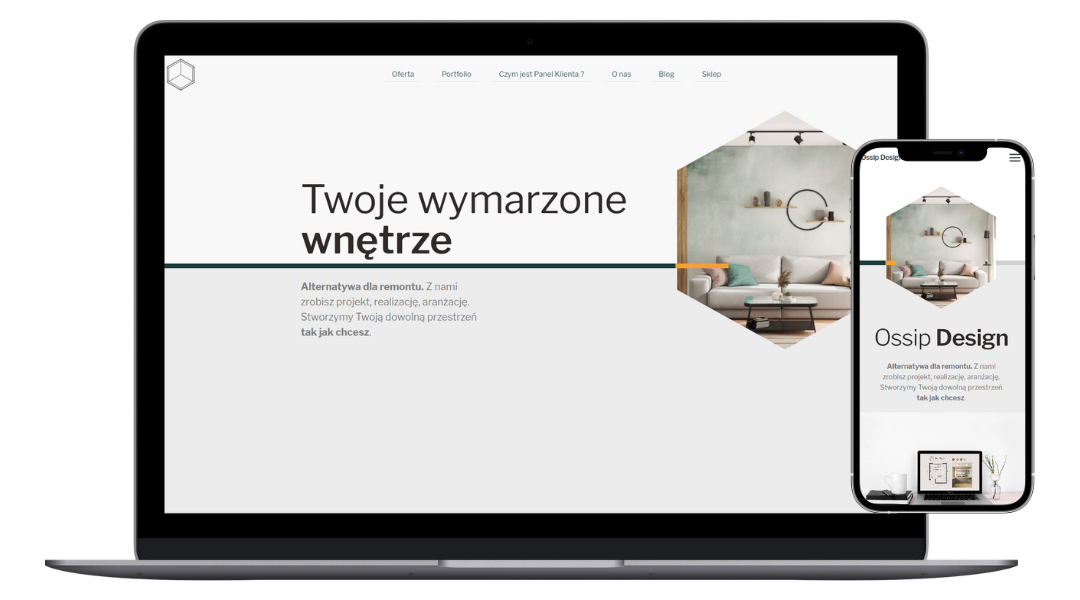 Oferta
Portfolio
Czym jest Panel Klienta ?
O nas
Blog
Sklep
Twoje wymarzone
wnętrze
Alternatywa dla remontu. Z nami
zrobisz projekt, realizację, aranżację.
Stworzymy Twoją dowolną przestrzeń
tak jak chcesz.
Ossip Design
Ossip Design
Alternatywa dla remontu. Z nami
zrobisz projekt, realizację, aranżację.
Stworzymy Twoją dowolną przestrzeń
tak jak chcesz.